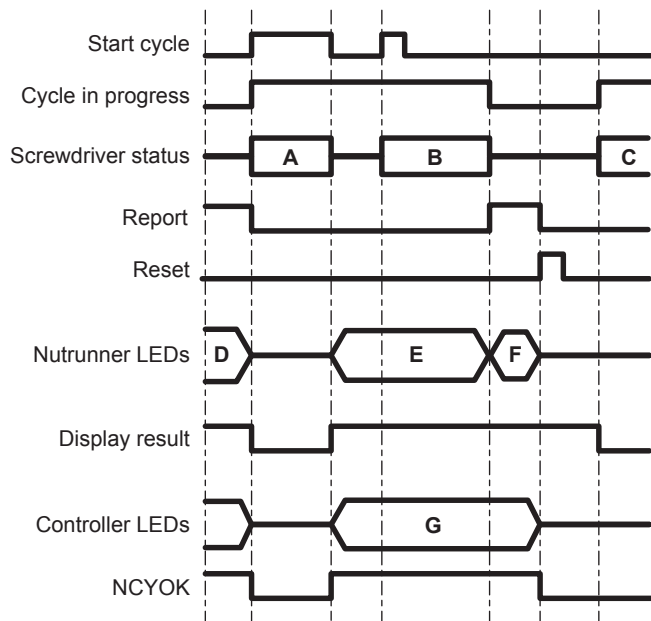 Start cycle
Cycle in progress
Screwdriver status A B C
Report
Reset
Nutrunner LEDs D E F
Display result
Controller LEDs G
NCYOK